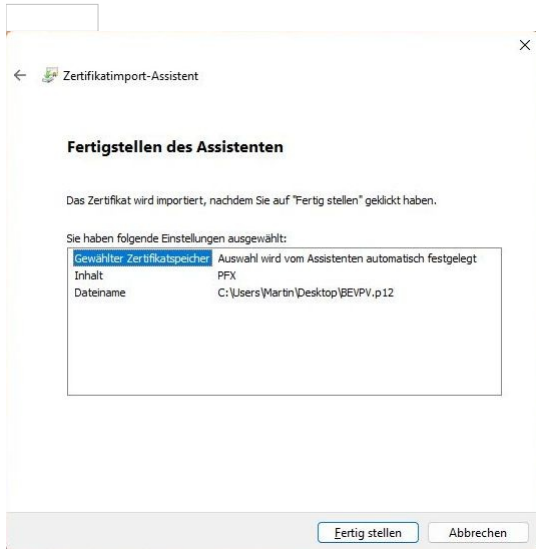 Zertifikatimport-Assistent
Fertigstellen des Assistenten
Das Zertifikat wird importiert, nachdem Sie auf "Fertig stellen" geklickt haben.
Sie haben folgende Einstellungen ausgewählt:
Gewählter Zertifikatspeicher Auswahl wird vom Assistenten automatisch festgelegt
Inhalt PFX
Dateiname C:\Users\Martin\Desktop\BEVPV.p12
Fertig stellen Abbrechen